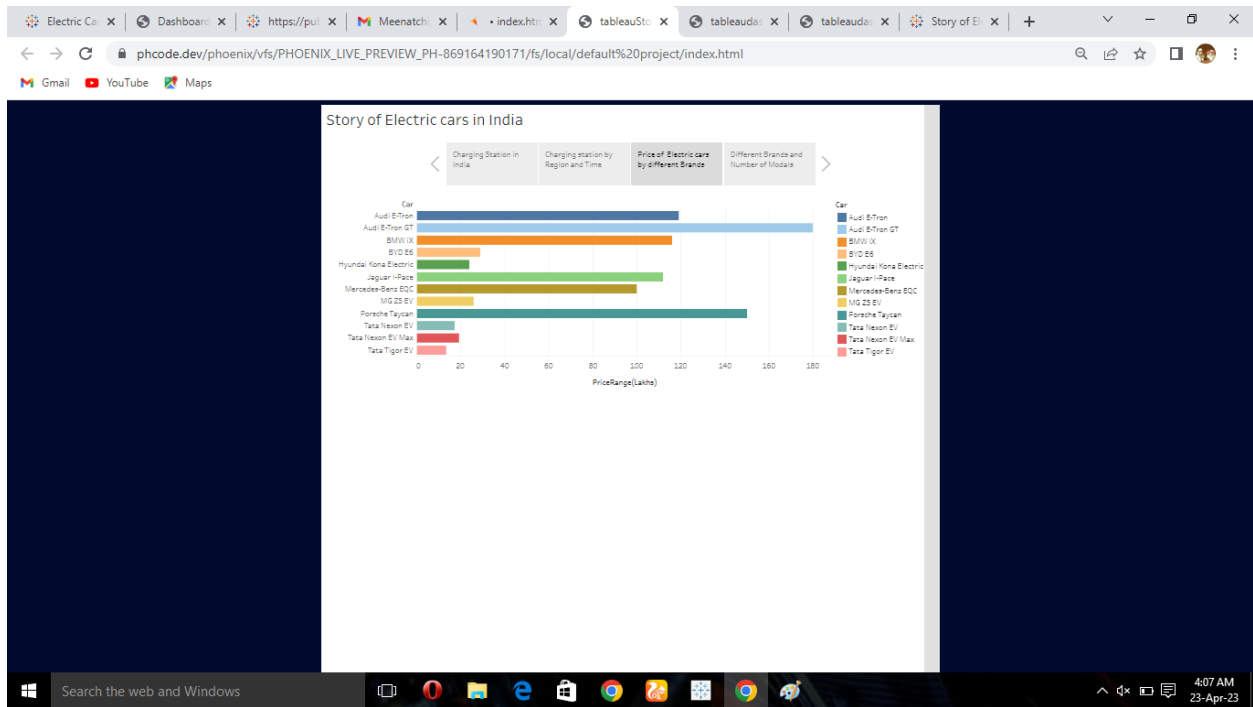 Electric Ca
Dashboard
https://pul
Meenatchi
• index.htn
tableauSto
tableaudas
tableaudas
Story of El
phcode.dev/phoenix/vfs/PHOENIX_LIVE_PREVIEW_PH-869164190171/fs/local/default%20project/index.html
Gmail YouTube Maps
Story of Electric cars in India
Charging Station in
India
Charging station by
Region and Time
Price of Electric cars
by different Brands
Different Brands and
Number of Modals
Car
Audi E-Tron
Audi E-Tron GT
BMW iX
BYD E6
Hyundai Kona Electric
Jaguar I-Pace
Mercedes-Benz EQC
MG ZS EV
Porsche Taycan
Tata Nexon EV
Tata Nexon EV Max
Tata Tigor EV
0 20 40 60 80 100 120 140 160 180
PriceRange(Lakhs)
Car
Audi E-Tron
Audi E-Tron GT
BMW iX
BYD E6
Hyundai Kona Electric
Jaguar I-Pace
Mercedes-Benz EQC
MG ZS EV
Porsche Taycan
Tata Nexon EV
Tata Nexon EV Max
Tata Tigor EV
Search the web and Windows
4:07 AM
23-Apr-23